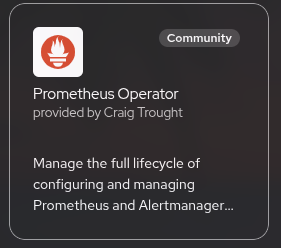 Community
Prometheus Operator
provided by Craig Trought
Manage the full lifecycle of
configuring and managing
Prometheus and Alertmanager...